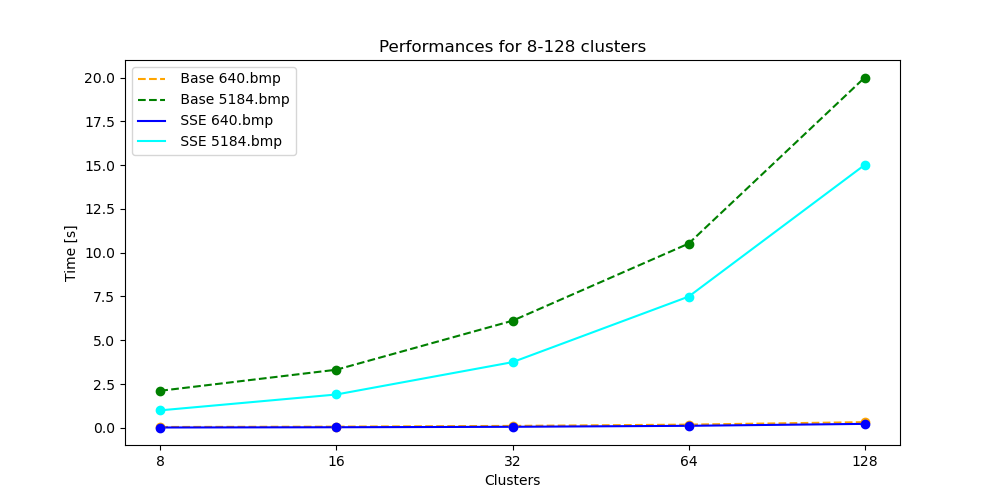 Performances for 8-128 clusters
Base 640.bmp
Base 5184.bmp
SSE 640.bmp
SSE 5184.bmp
Time [s]
20.0
17.5
15.0
12.5
10.0
7.5
5.0
2.5
0.0
8 16 32 64 128
Clusters